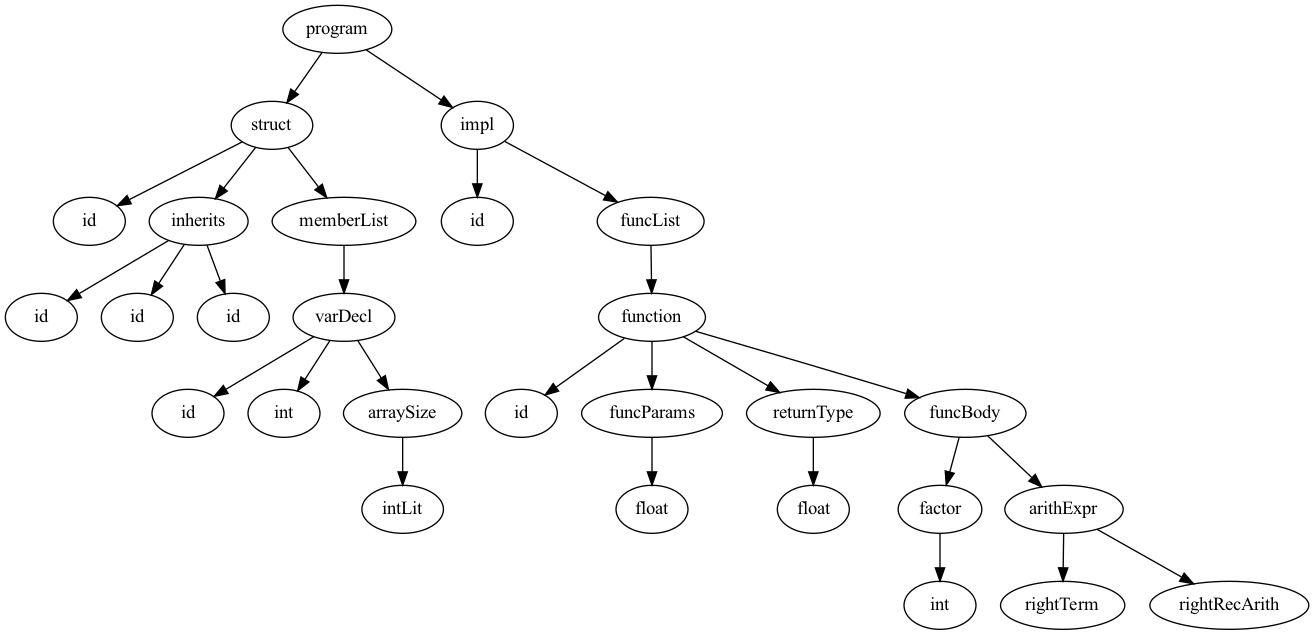 program
struct
impl
id
inherits
memberList
id
funcList
id
id
id
varDecl
function
id
int
arraySize
id
funcParams
returnType
funcBody
intLit
float
float
factor
arithExpr
int
rightTerm
rightRecArith